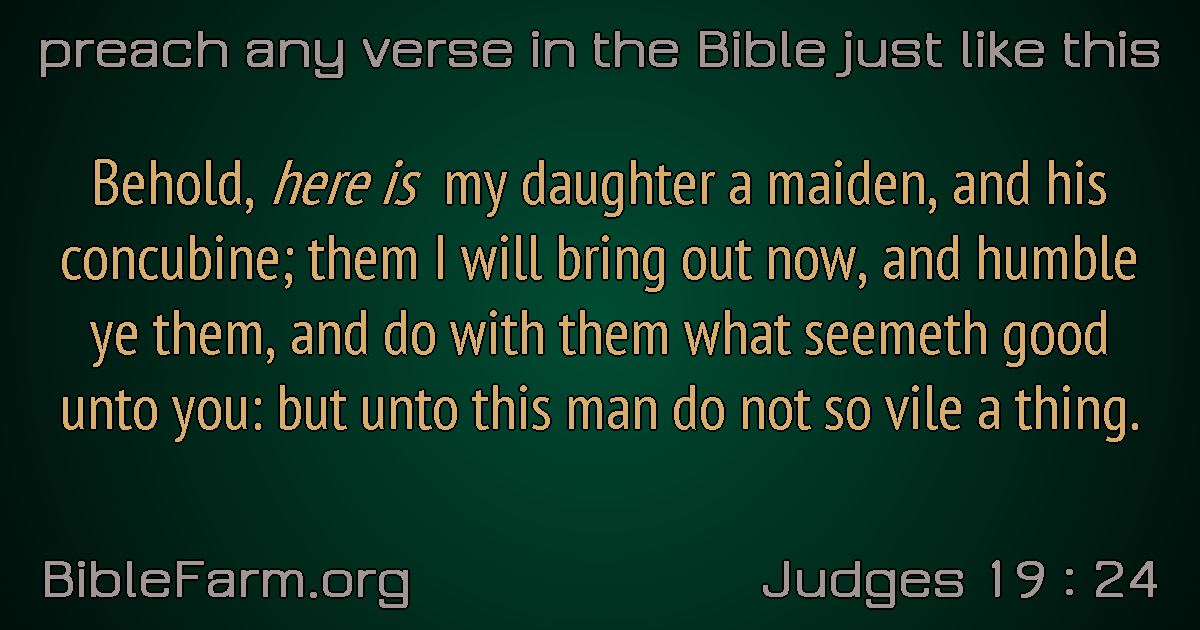 preach any verse in the Bible just like this
Behold, here is my daughter a maiden, and his
concubine; them I will bring out now, and humble
ye them, and do with them what seemeth good
unto you: but unto this man do not so vile a thing.
BibleFarm.org
Judges 19 : 24